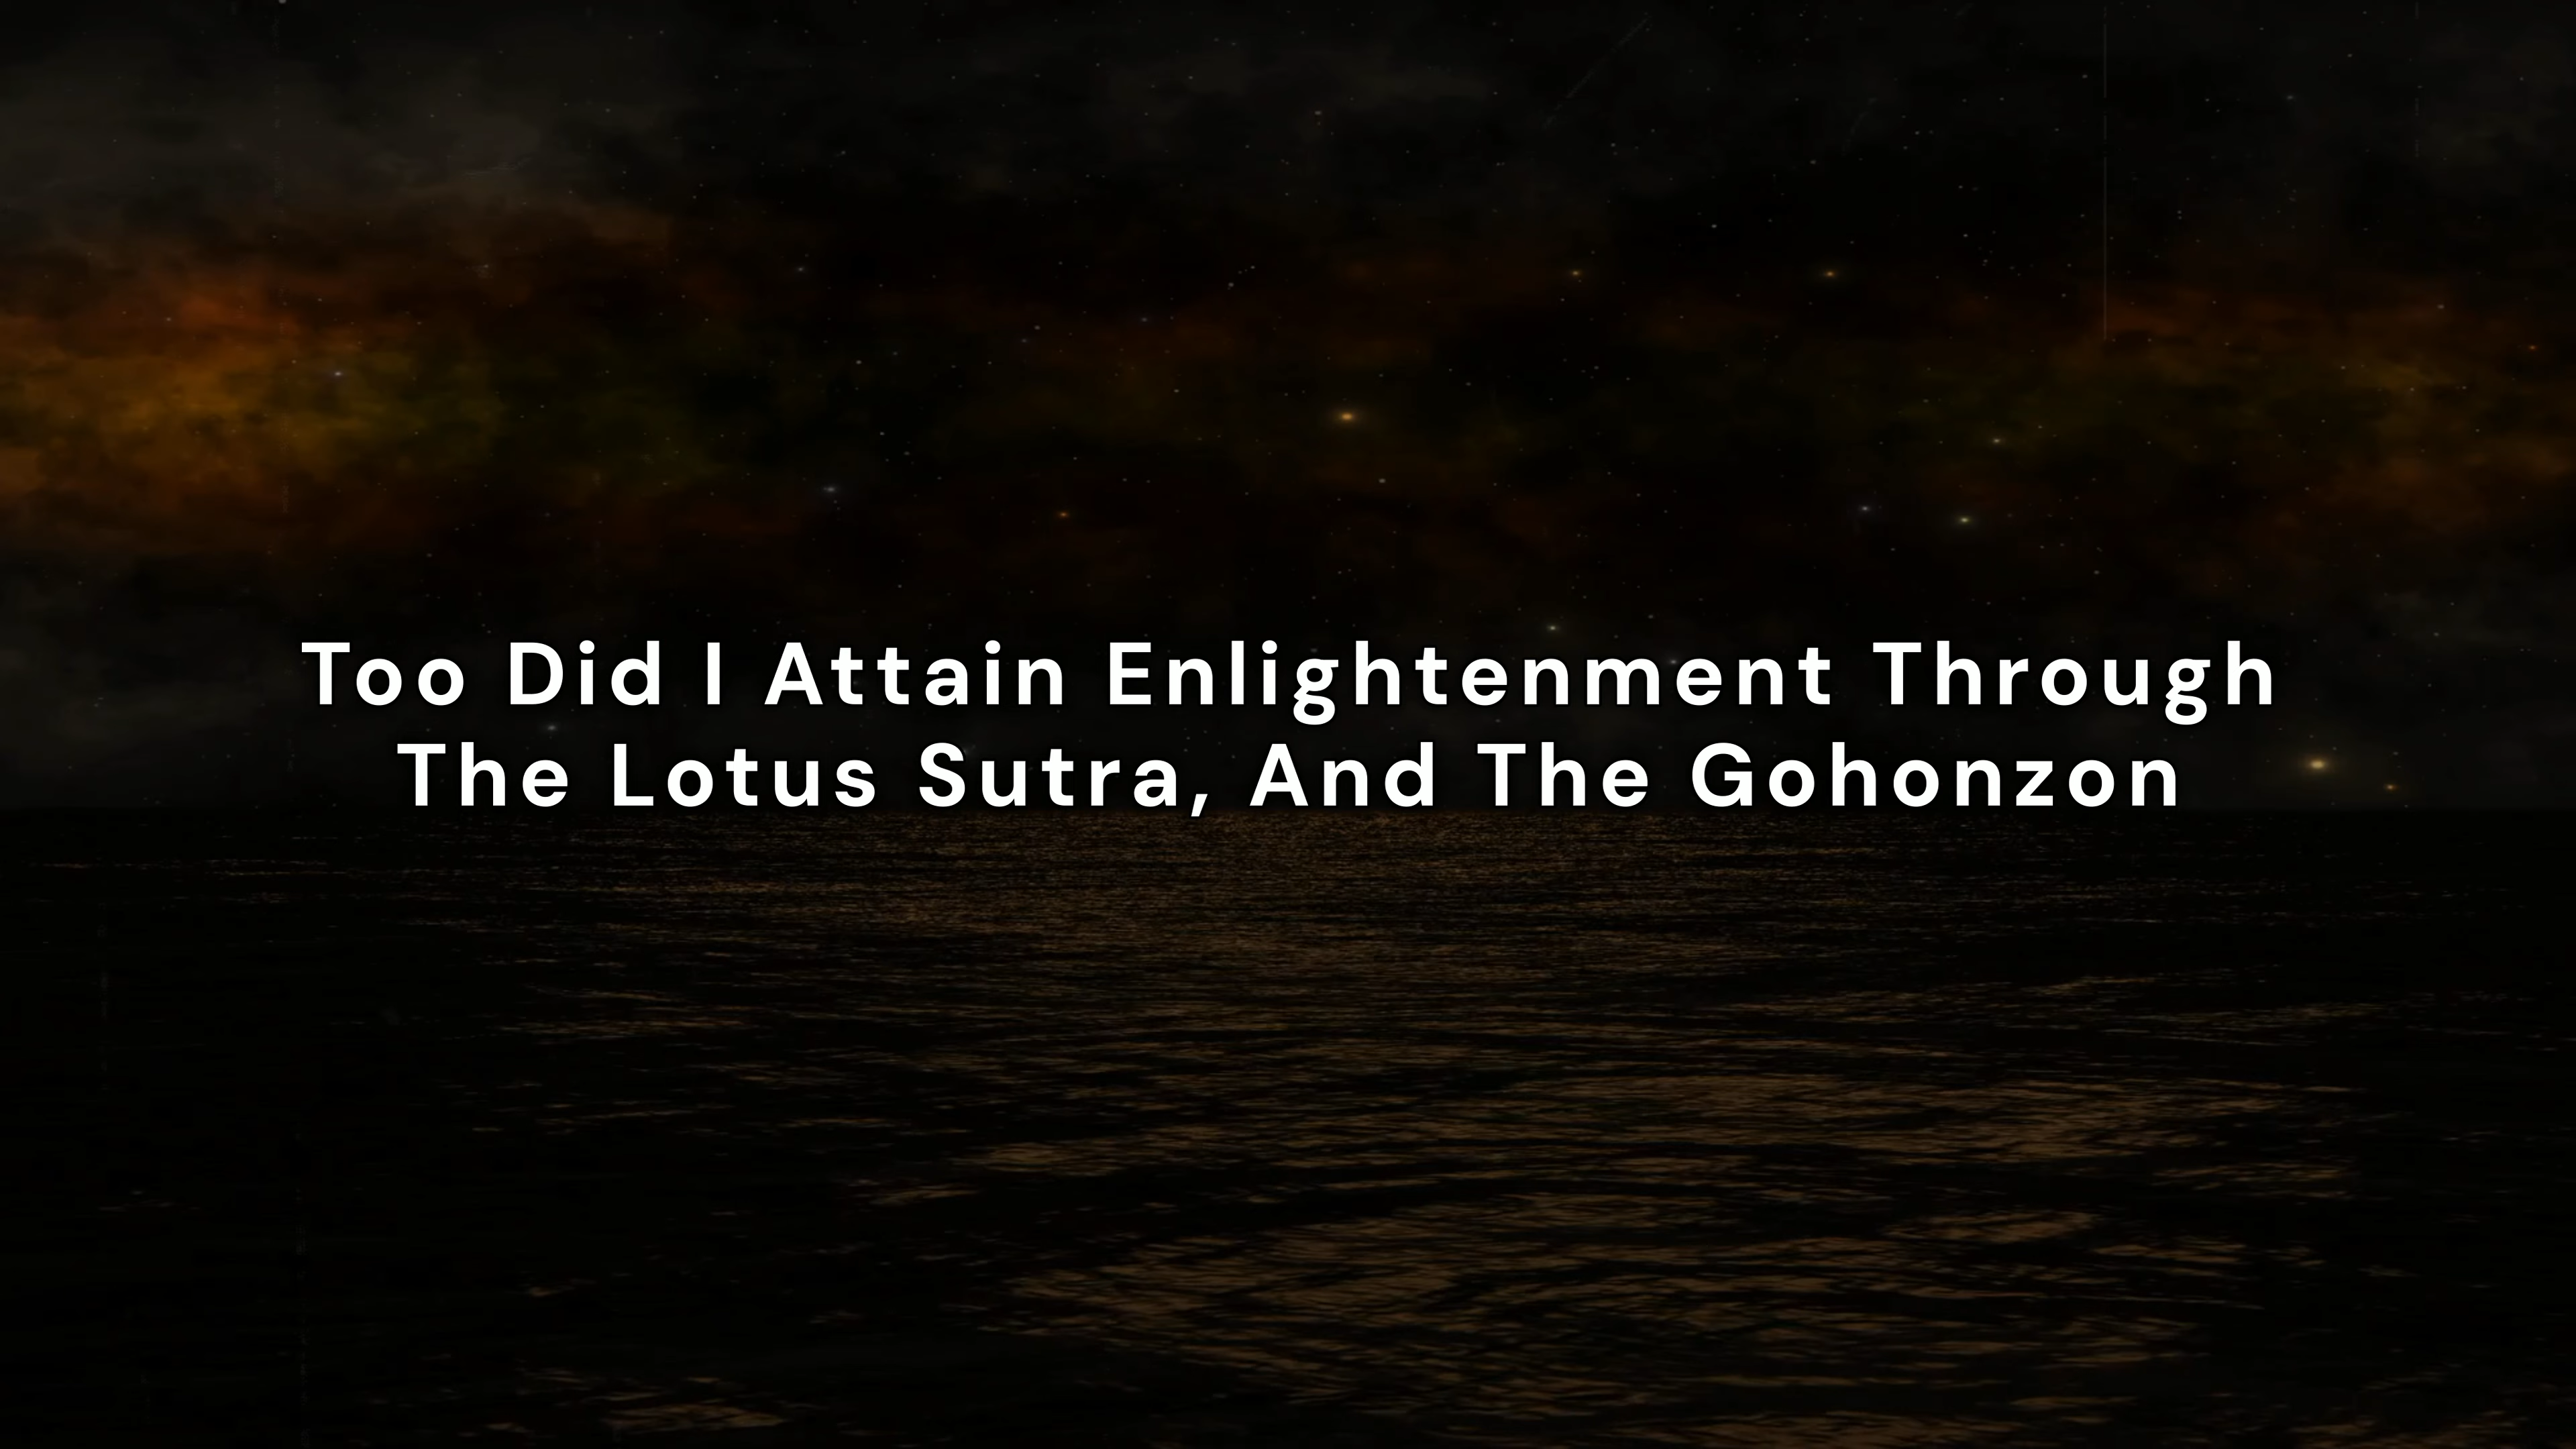 Too Did I Attain Enlightenment Through
The Lotus Sutra, And The Gohonzon